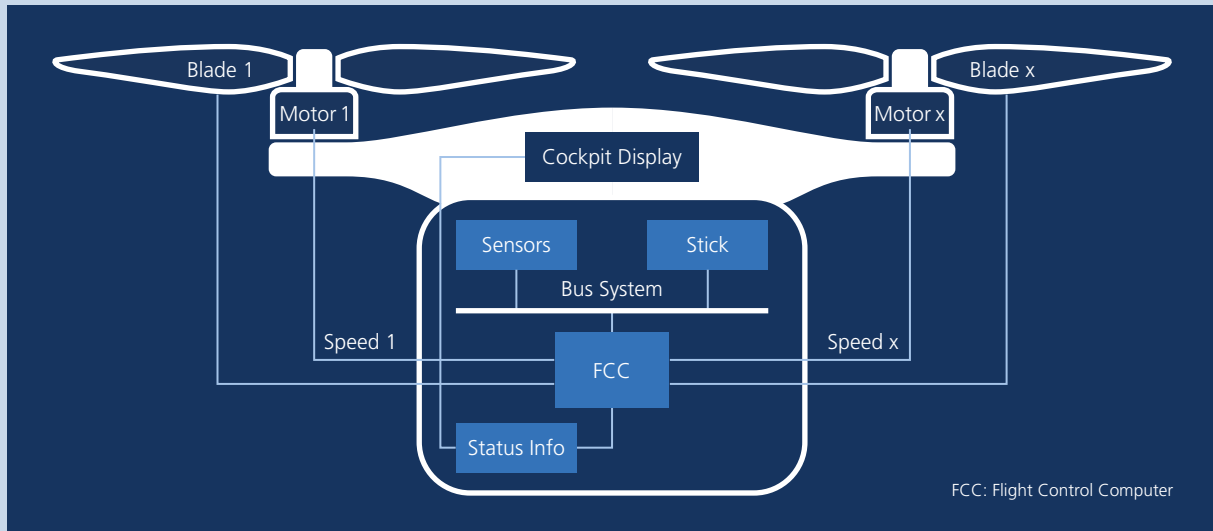 Blade 1
Blade x
Motor 1
Motor x
Cockpit Display
Sensors
Stick
Bus System
Speed 1
Speed x
FCC
Status Info
FCC: Flight Control Computer